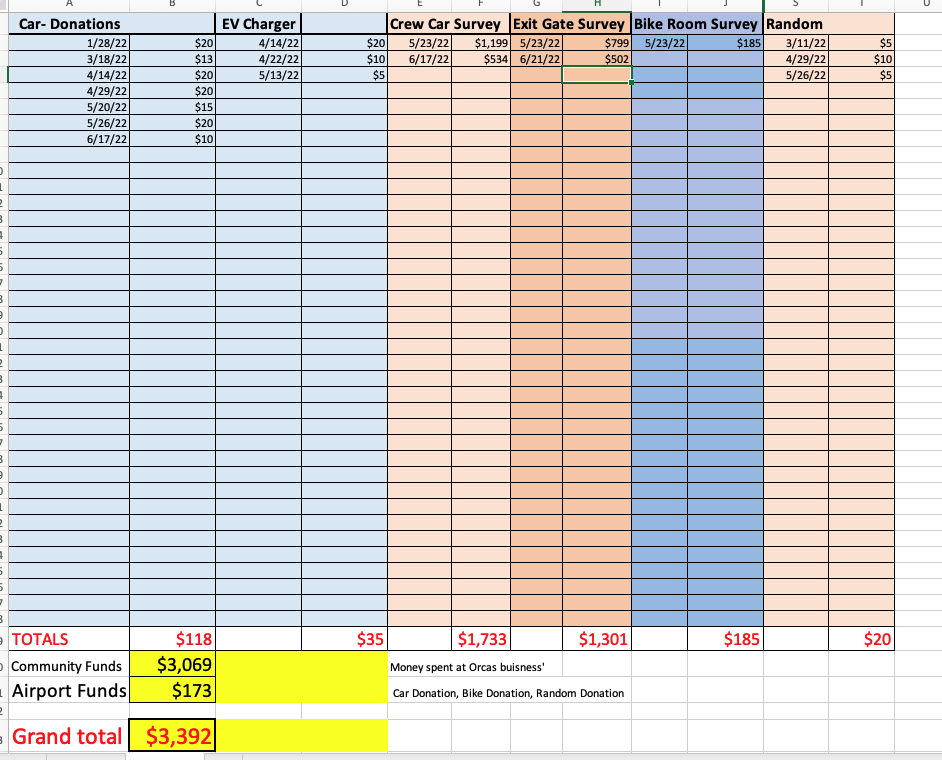 A B C D E F G H I J S T U
Car- Donations EV Charger Crew Car Survey Exit Gate Survey Bike Room Survey Random
1/28/22 $20 4/14/22 $20 5/23/22 $1,199 5/23/22 $799 5/23/22 $185 3/11/22 $5
3/18/22 $13 4/22/22 $10 6/17/22 $534 6/21/22 $502 4/29/22 $10
4/14/22 $20 5/13/22 $5 5/26/22 $5
4/29/22 $20
5/20/22 $15
5/26/22 $20
6/17/22 $10
TOTALS $118 $35 $1,733 $1,301 $185 $20
Community Funds $3,069 Money spent at Orcas buisness'
Airport Funds $173 Car Donation, Bike Donation, Random Donation
Grand total $3,392